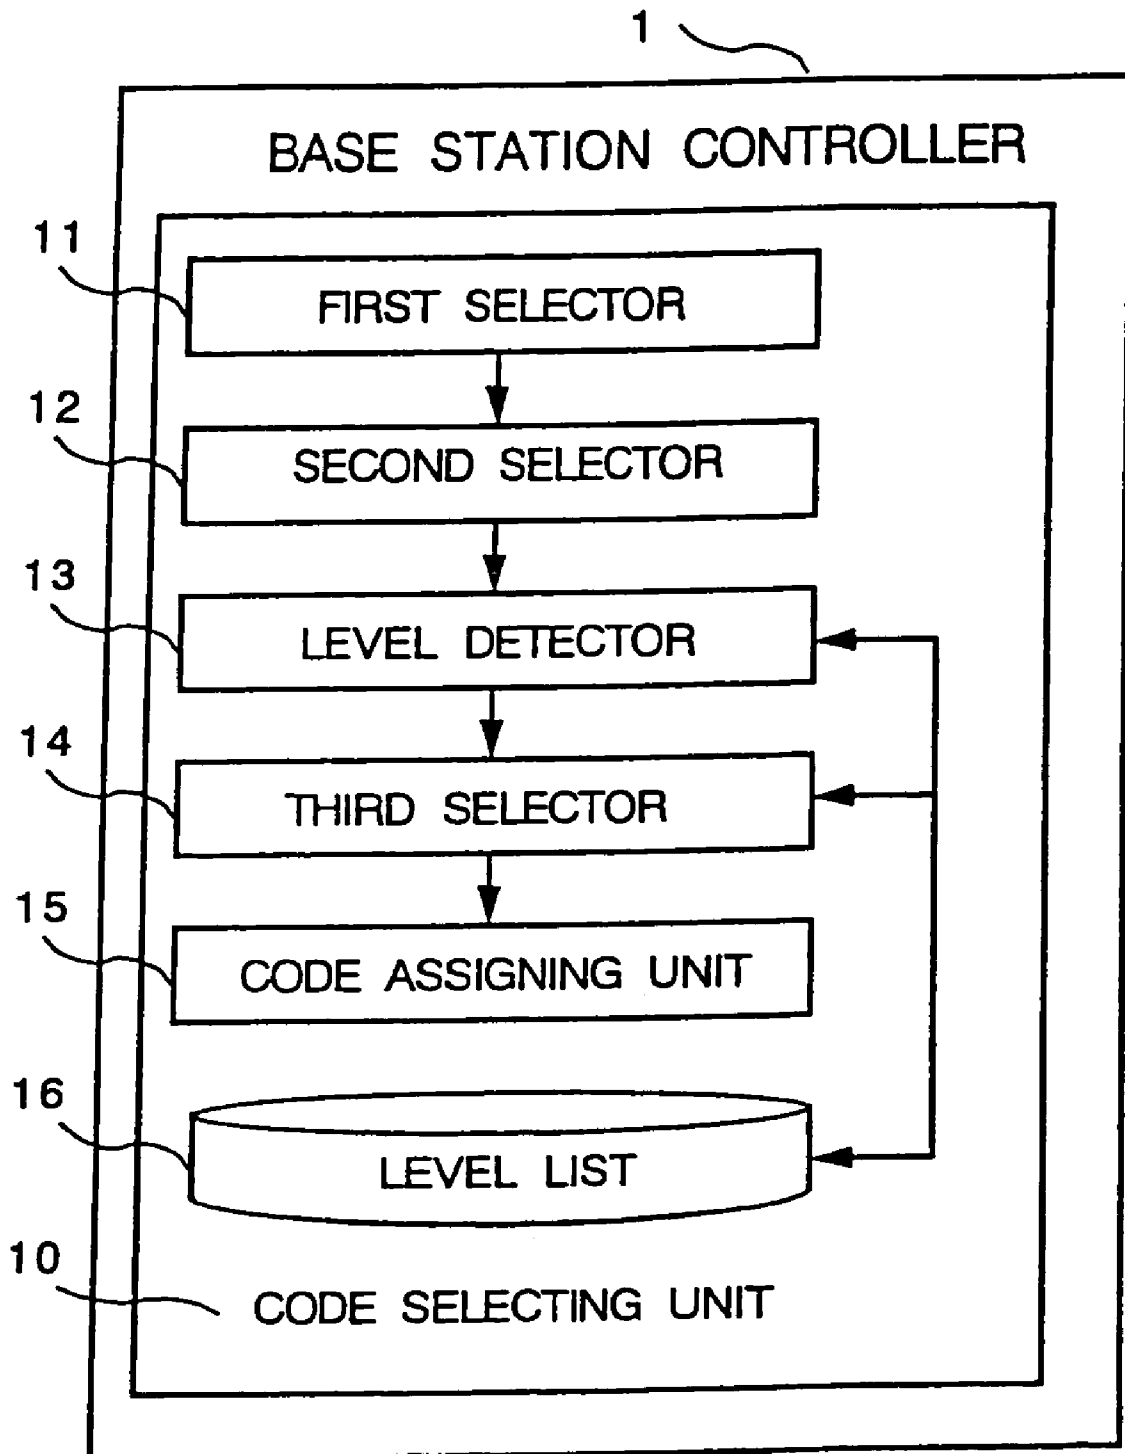 1
BASE STATION CONTROLLER
11
FIRST SELECTOR
12
SECOND SELECTOR
13
LEVEL DETECTOR
14
THIRD SELECTOR
15
CODE ASSIGNING UNIT
16
LEVEL LIST
10
CODE SELECTING UNIT